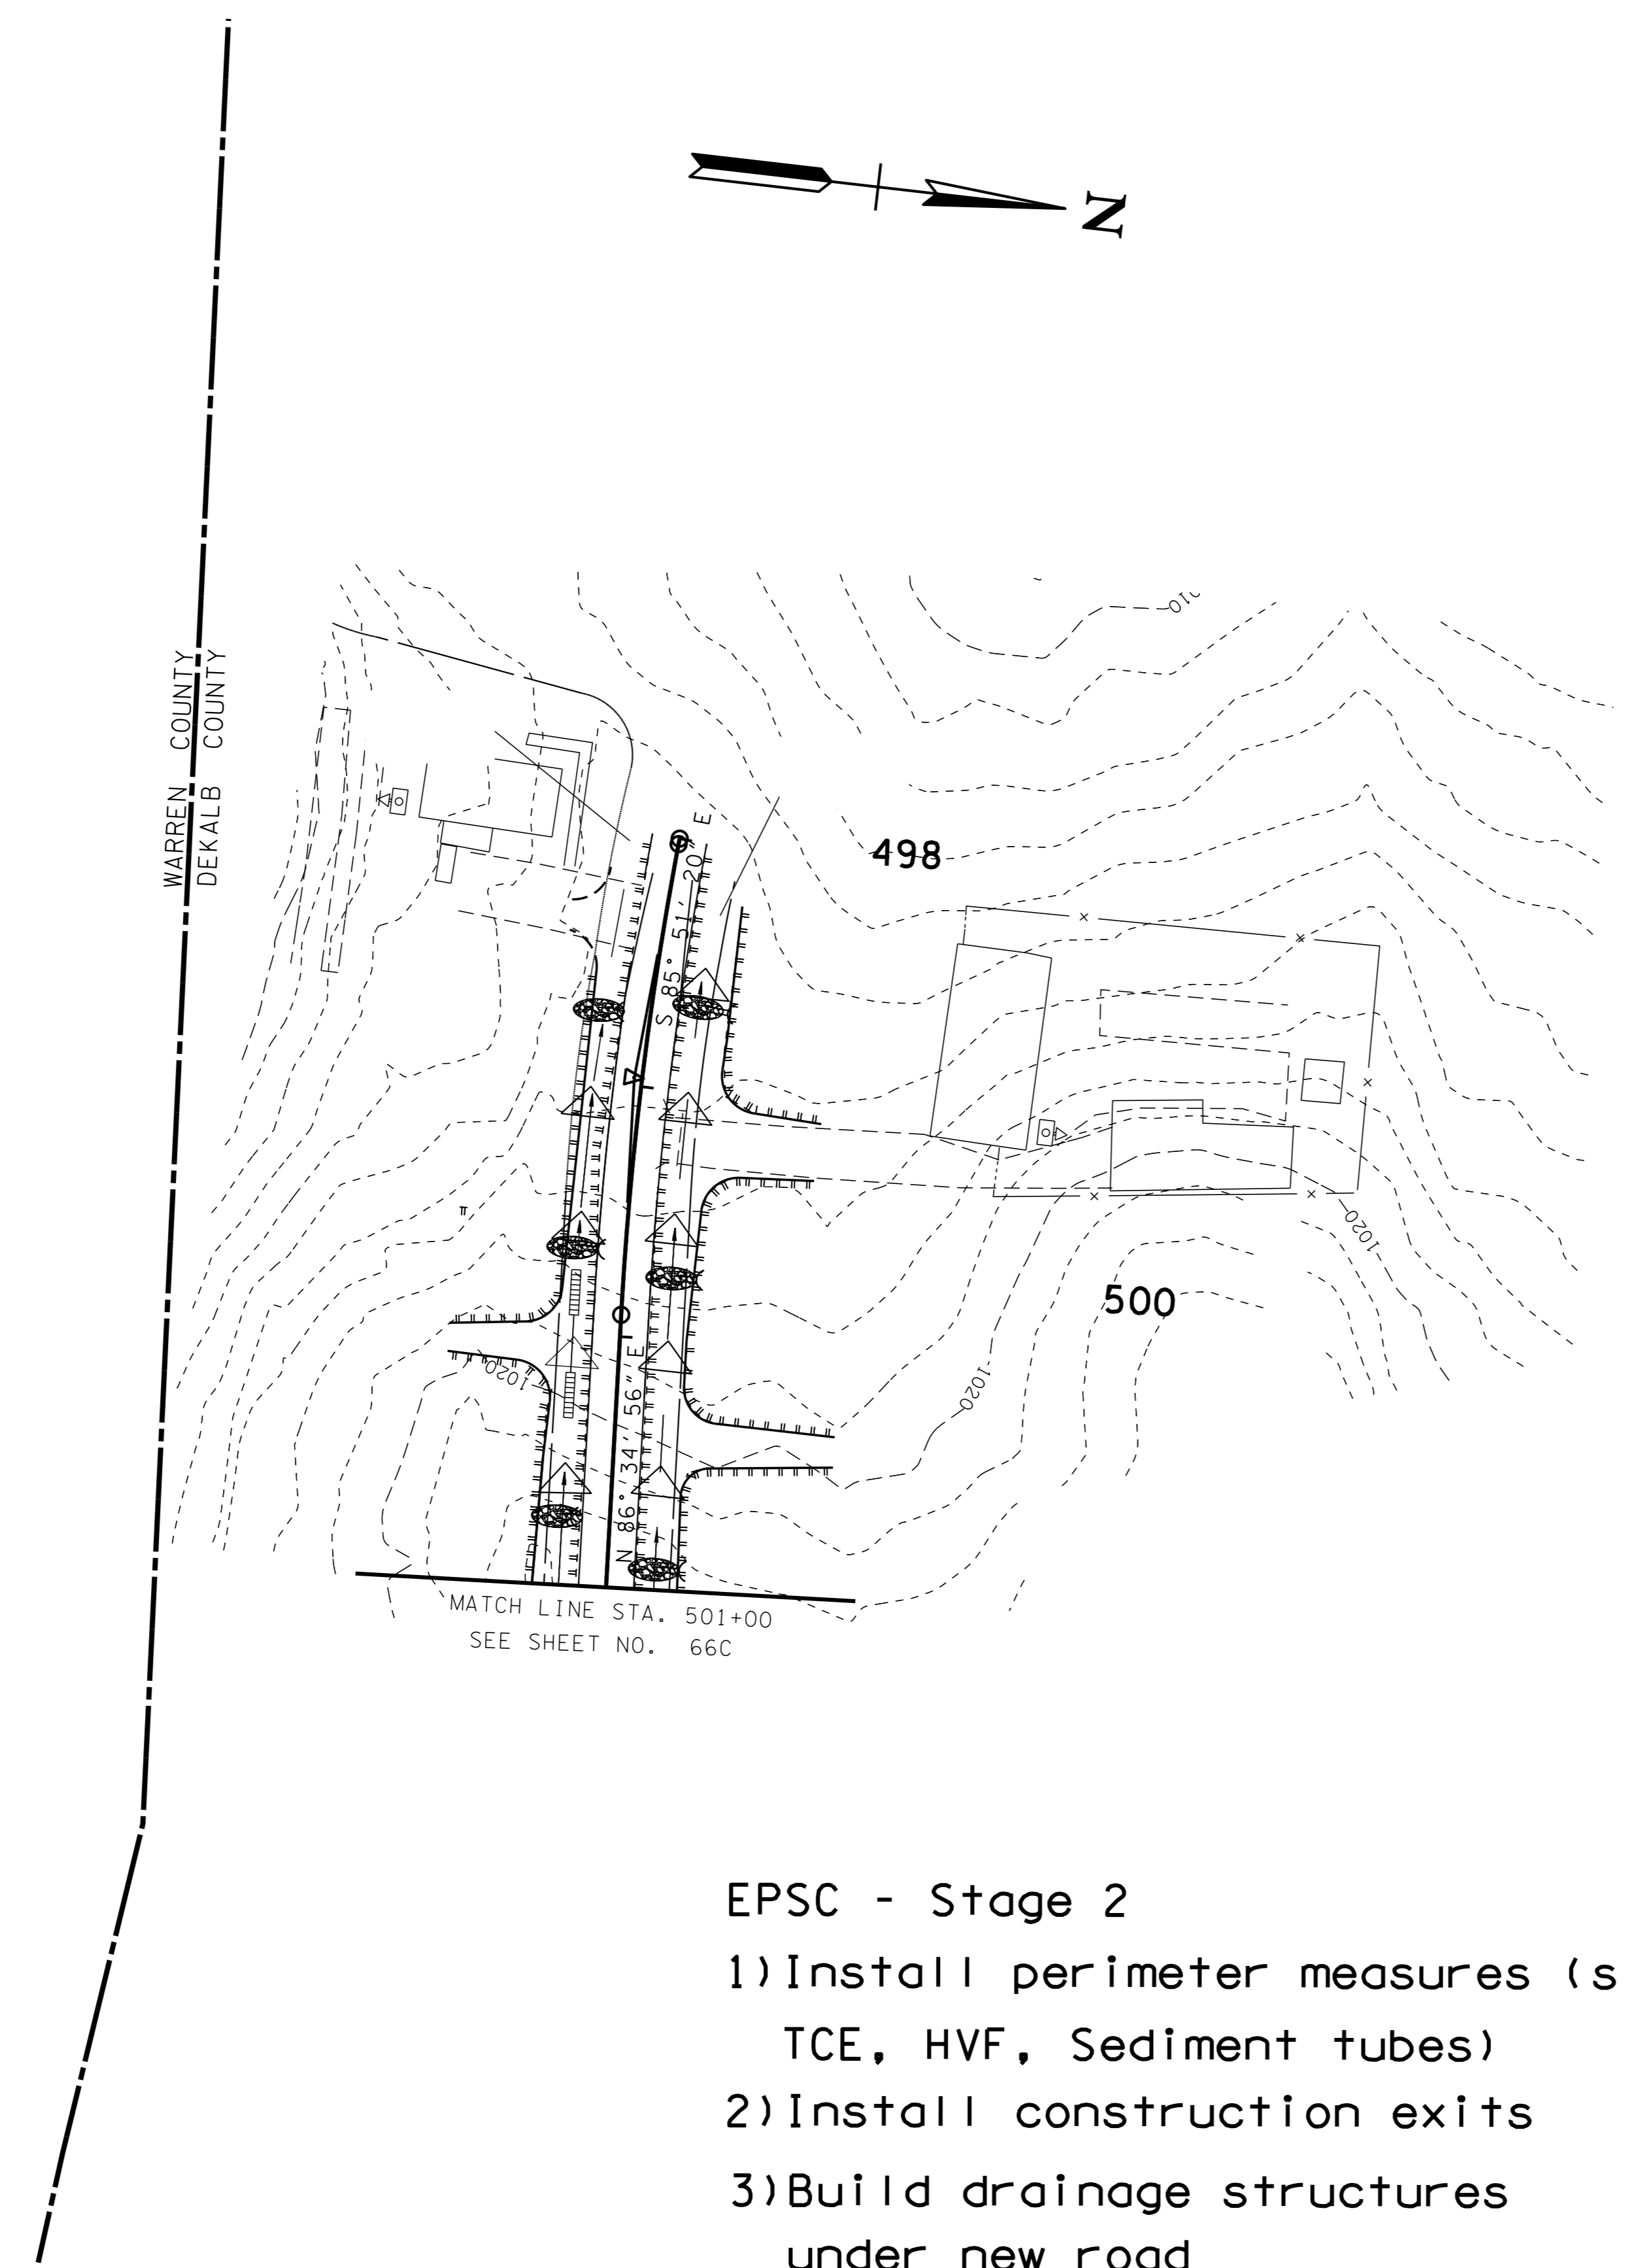 N
WARREN COUNTY
DEKALB COUNTY
498
S 85° 51' 20" E
1020
500
1020
1020
N 86° 34' 56" E
MATCH LINE STA. 501+00
SEE SHEET NO. 66C
EPSC - Stage 2
1)Install perimeter measures (s
TCE, HVF, Sediment tubes)
2)Install construction exits
3)Build drainage structures
under new road